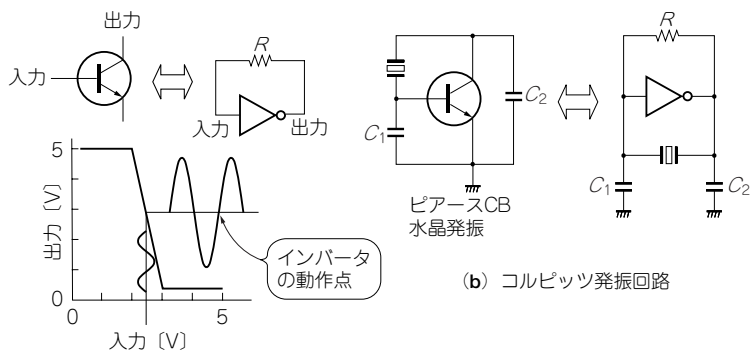 出力
R
入力
入力
出力
5
出力〔V〕
0
0
5
入力〔V〕
インバータ
の動作点
C1
C2
ピアースCB
水晶発振
R
C1
C2
(b) コルピッツ発振回路